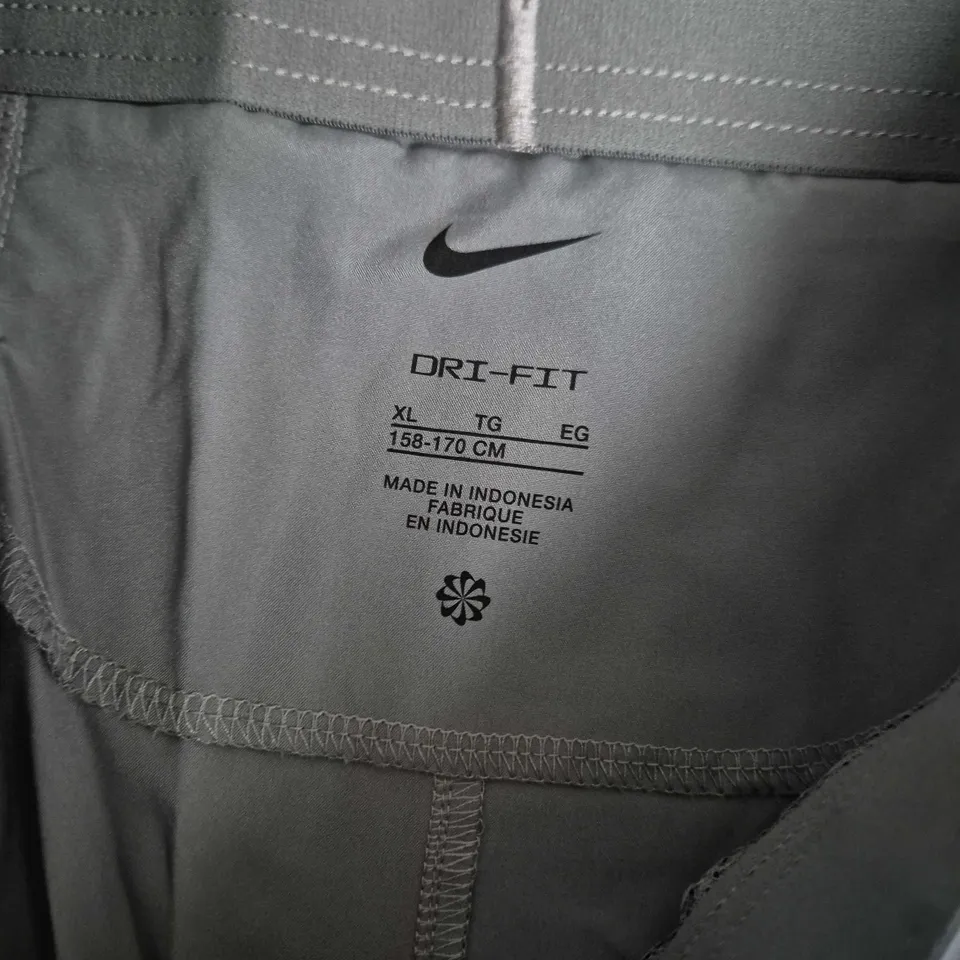 DRI-FIT
XL TG EG
158-170 CM
MADE IN INDONESIA
FABRIQUE
EN INDONESIE